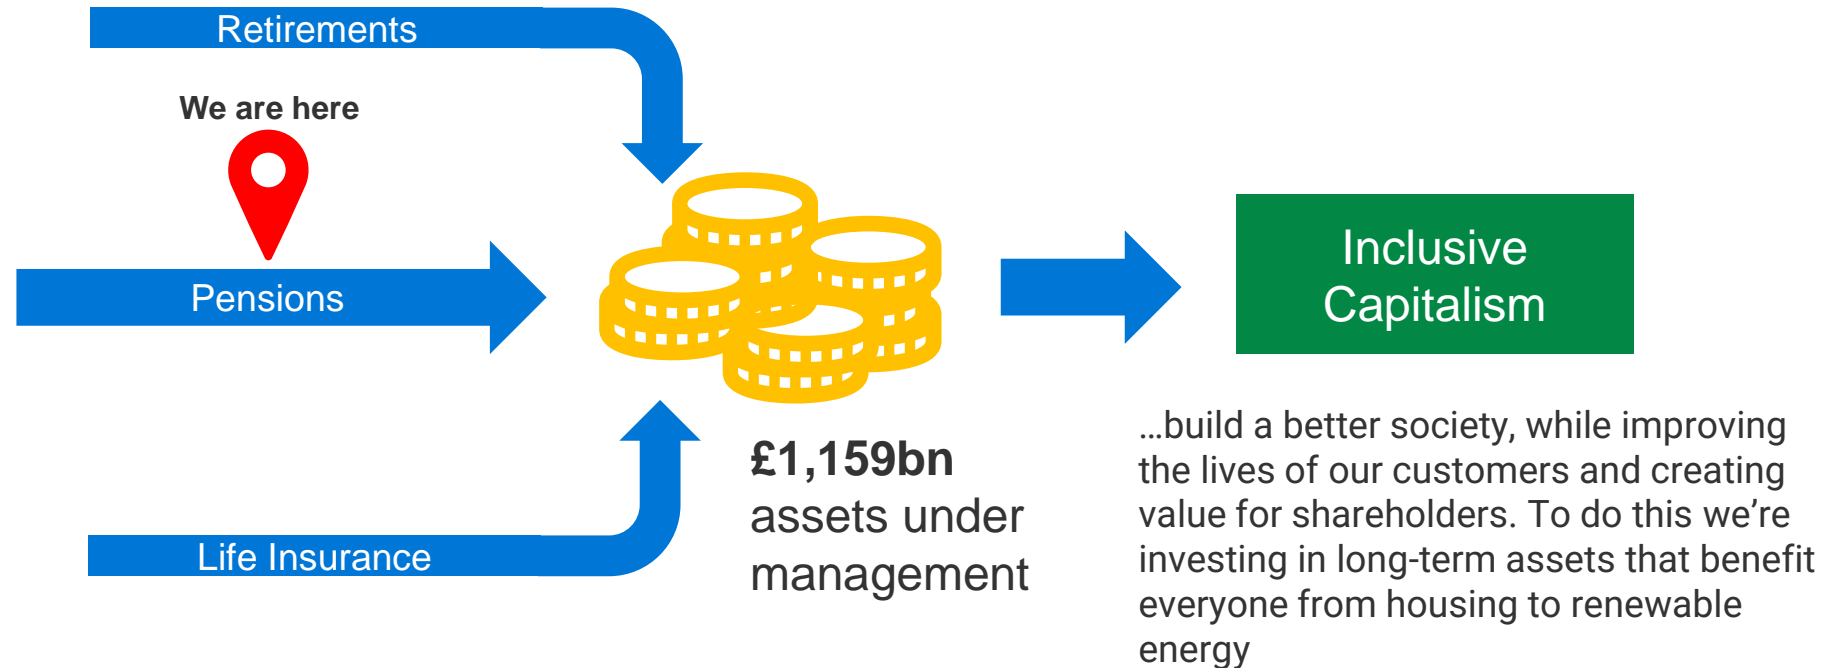 Retirements
We are here
Pensions
Life Insurance
£1,159bn
assets under
management
Inclusive
Capitalism
…build a better society, while improving
the lives of our customers and creating
value for shareholders. To do this we’re
investing in long-term assets that benefit
everyone from housing to renewable
energy